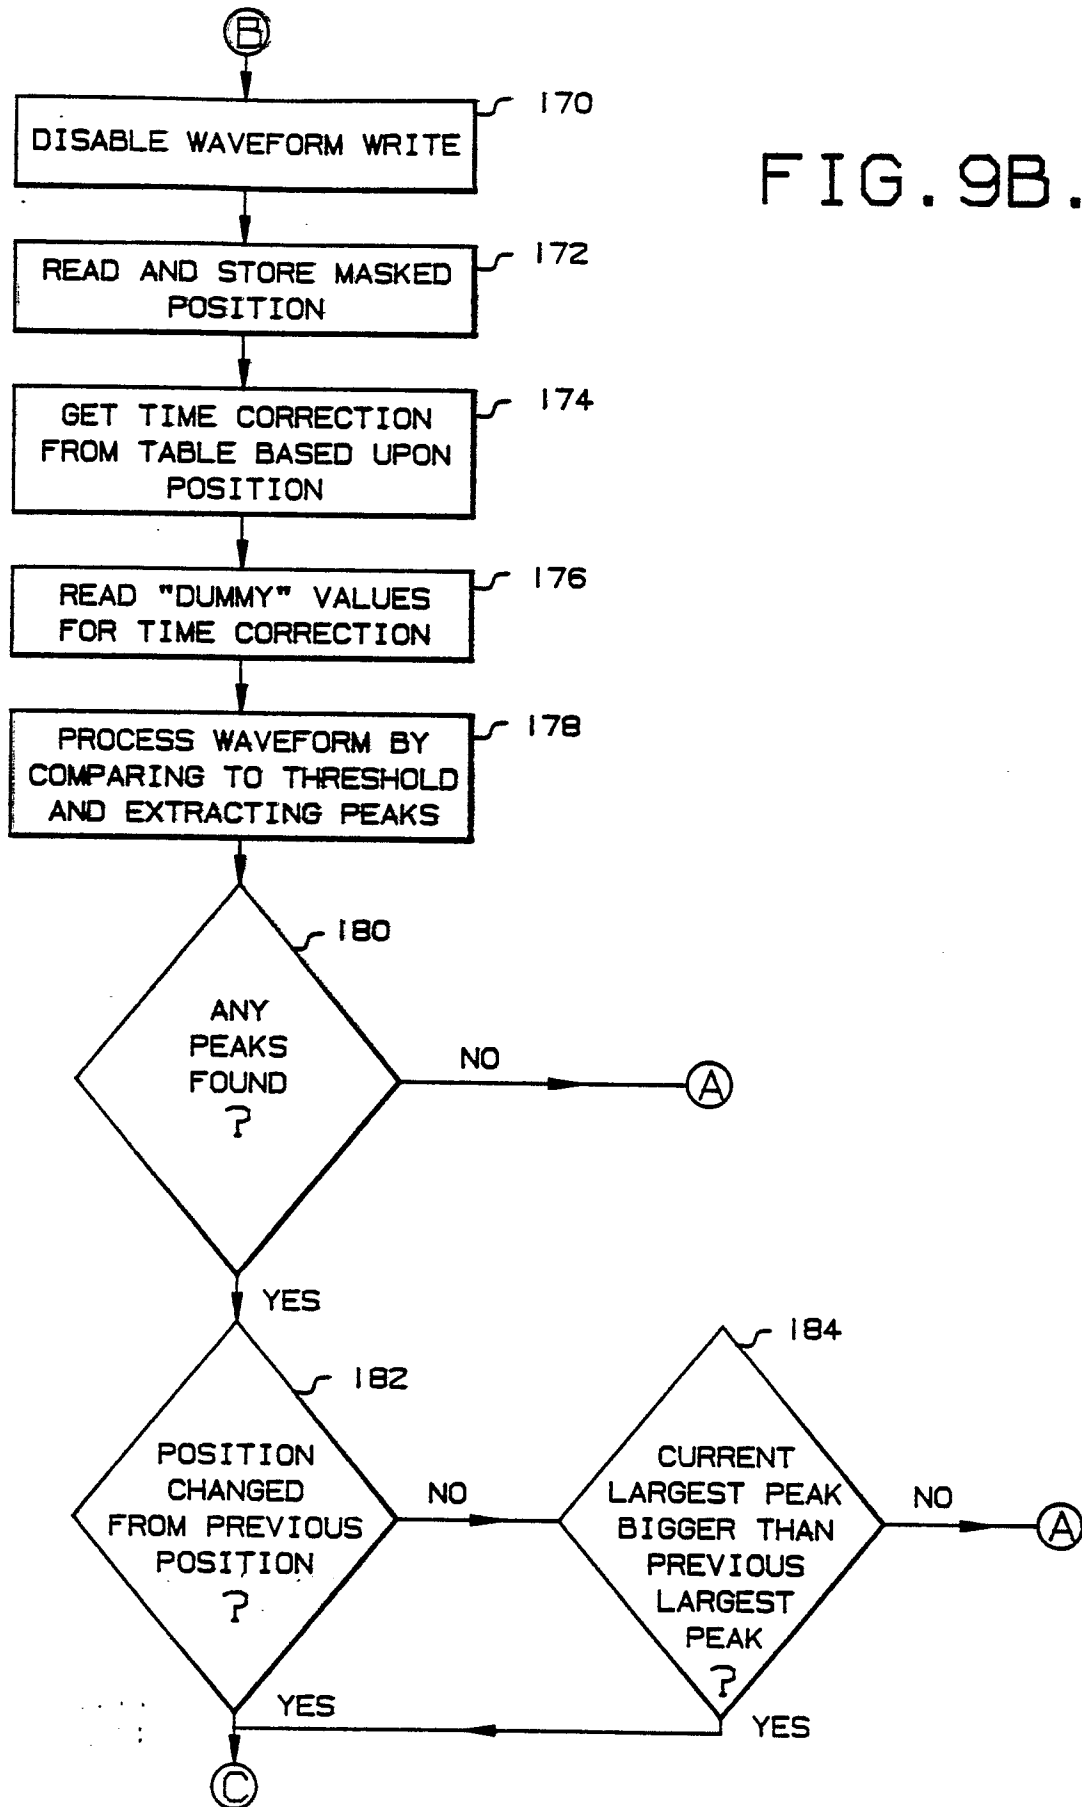 B
170
DISABLE WAVEFORM WRITE
FIG. 9B.
172
READ AND STORE MASKED
POSITION
174
GET TIME CORRECTION
FROM TABLE BASED UPON
POSITION
176
READ "DUMMY" VALUES
FOR TIME CORRECTION
178
PROCESS WAVEFORM BY
COMPARING TO THRESHOLD
AND EXTRACTING PEAKS
180
ANY
PEAKS
FOUND
?
NO
A
YES
182
POSITION
CHANGED
FROM PREVIOUS
POSITION
?
NO
184
CURRENT
LARGEST PEAK
BIGGER THAN
PREVIOUS
LARGEST
PEAK
?
NO
A
YES
YES
C